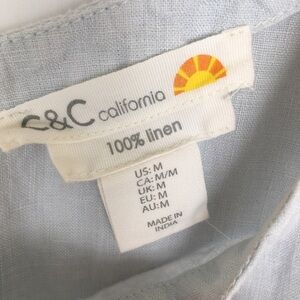 C&C california
100% linen
US: M
CA: M/M
UK: M
EU: M
AU: M
MADE IN
INDIA